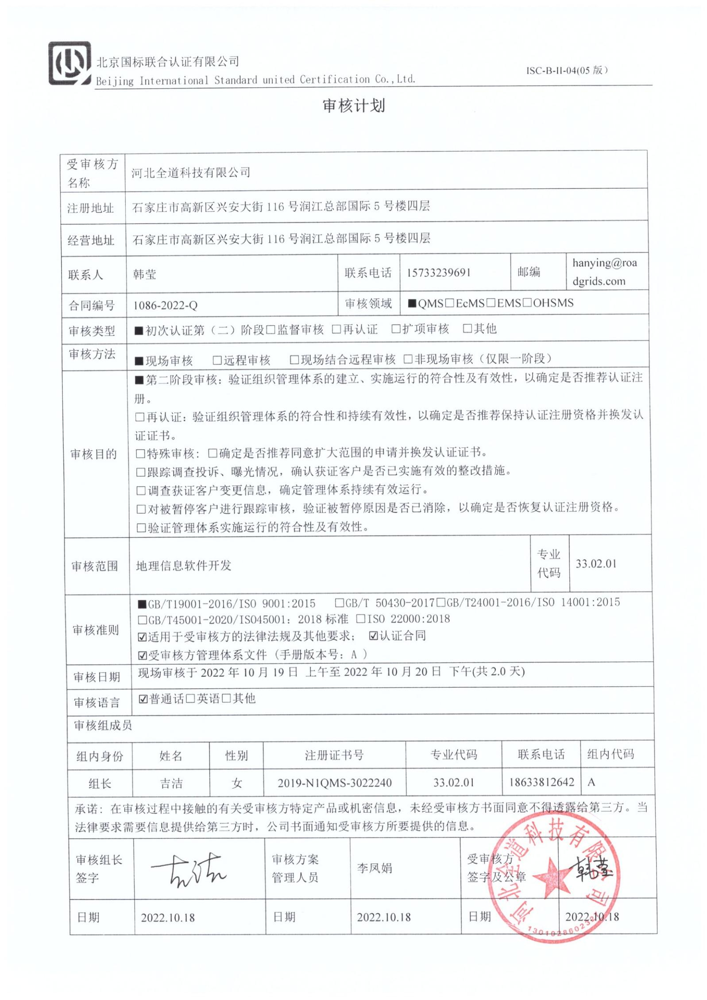 北京国标联合认证有限公司
Beijing International Standard united Certification Co.,Ltd.
ISC-B-II-04(05 版)
审核计划
受审核方
名称
河北全道科技有限公司
注册地址
石家庄市高新区兴安大街 116 号润江总部国际 5 号楼四层
经营地址
石家庄市高新区兴安大街 116 号润江总部国际 5 号楼四层
联系人
韩莹
联系电话
15733239691
邮编
hanying@roa
dgrids.com
合同编号
1086-2022-Q
审核领域
■QMS□EcMS□EMS□OHSMS
审核类型
■初次认证第（二）阶段□监督审核 □再认证 □扩项审核 □其他
审核方法
■现场审核 □远程审核 □现场结合远程审核 □非现场审核（仅限一阶段）
审核目的
■第二阶段审核：验证组织管理体系的建立、实施运行的符合性及有效性，以确定是否推荐认证注
册。
□再认证：验证组织管理体系的符合性和持续有效性，以确定是否推荐保持认证注册资格并换发认
证证书。
□特殊审核：□确定是否推荐同意扩大范围的申请并换发认证证书。
□跟踪调查投诉、曝光情况，确认获证客户是否已实施有效的整改措施。
□调查获证客户变更信息，确定管理体系持续有效运行。
□对被暂停客户进行跟踪审核，验证被暂停原因是否已消除，以确定是否恢复认证注册资格。
□验证管理体系实施运行的符合性及有效性。
审核范围
地理信息软件开发
专业
代码
33.02.01
审核准则
■GB/T19001-2016/ISO 9001:2015 □GB/T 50430-2017□GB/T24001-2016/ISO 14001:2015
□GB/T45001-2020/ISO45001：2018 标准 □ISO 22000:2018
☑适用于受审核方的法律法规及其他要求； ☑认证合同
☑受审核方管理体系文件（手册版本号：A ）
审核日期
现场审核于 2022 年 10 月 19 日 上午至 2022 年 10 月 20 日 下午(共 2.0 天)
审核语言
☑普通话□英语□其他
审核组成员
组内身份
姓名
性别
注册证书号
专业代码
联系电话
组内代码
组长
吉洁
女
2019-N1QMS-3022240
33.02.01
18633812642
A
承诺：在审核过程中接触的有关受审核方特定产品或机密信息，未经受审核方书面同意不得透露给第三方。当
法律要求需要信息提供给第三方时，公司书面通知受审核方所要提供的信息。
审核组长
签字
吉洁
审核方案
管理人员
李凤娟
受审核方
签字及公章
韩莹
河北全道科技有限公司
日期
2022.10.18
日期
2022.10.18
日期
2022.10.18
1301028602327